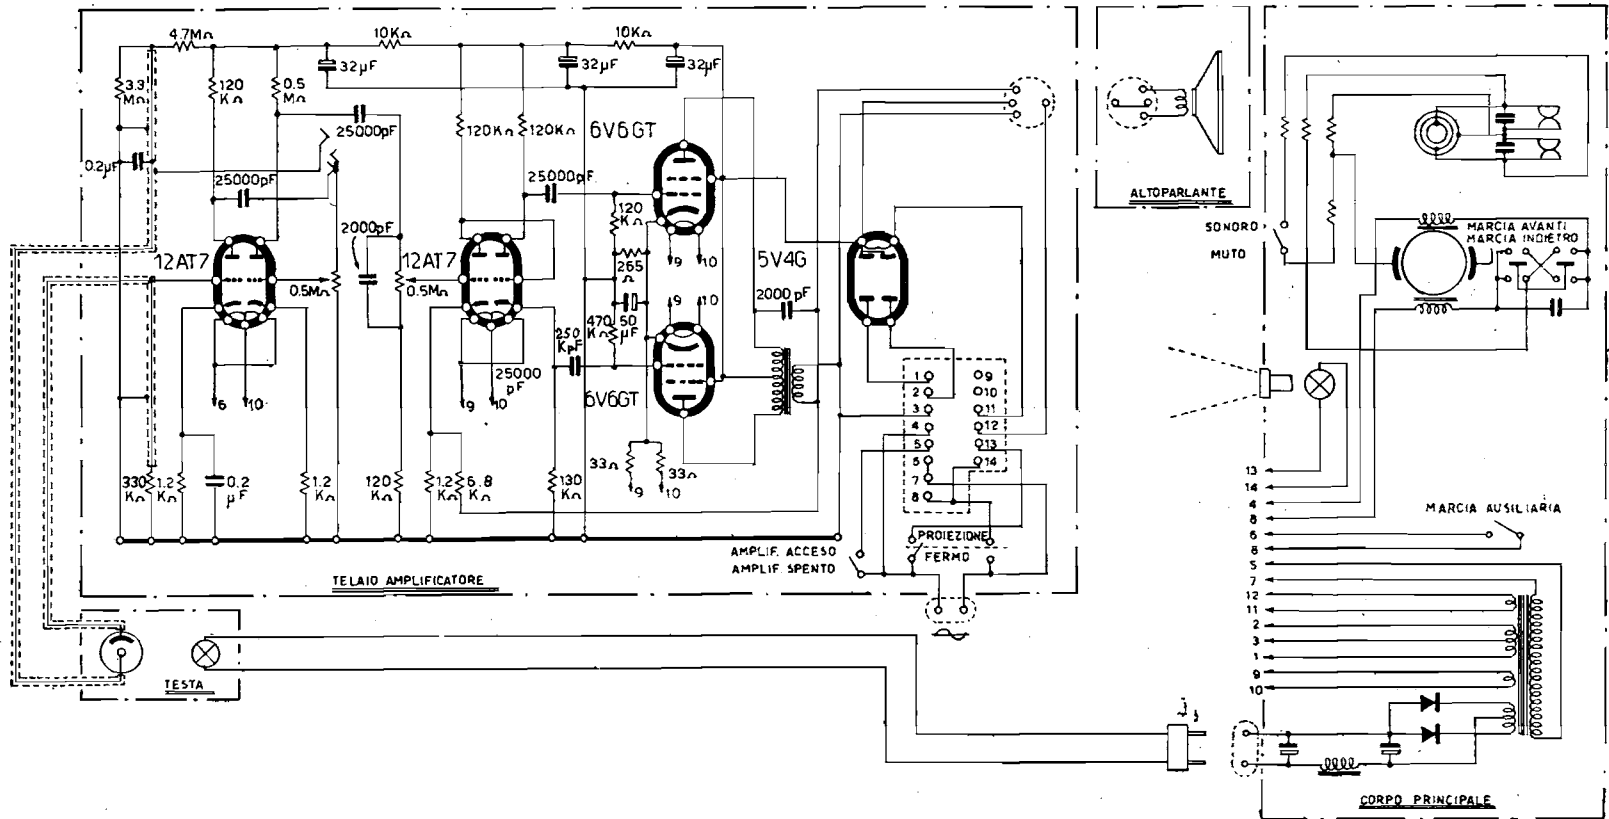 4.7MΩ
10KΩ
10KΩ
32µF
32µF
32µF
3.3
MΩ
120
KΩ
0.5
MΩ
25000pF
120KΩ
120KΩ
6V6GT
0.2µF
25000pF
25000pF
120
KΩ
2000pF
12AT7
12AT7
0.5MΩ
0.5MΩ
265
Ω
9
10
9
10
5V4G
2000pF
470
KΩ
50
µF
250
KpF
25000
pF
6V6GT
6
10
9
10
33Ω
33Ω
9
10
330
KΩ
1.2
KΩ
0.2
µF
1.2
KΩ
120
KΩ
1.2
KΩ
6.8
KΩ
130
KΩ
1
2
3
4
5
6
7
8
9
10
11
12
13
14
PROIEZIONE
FERMO
AMPLIF. ACCESO
AMPLIF. SPENTO
TELAIO AMPLIFICATORE
TESTA
ALTOPARLANTE
SONORO
MUTO
MARCIA AVANTI
MARCIA INDIETRO
13
14
4
8
6
8
5
7
12
11
2
3
1
9
10
MARCIA AUSILIARIA
CORPO PRINCIPALE